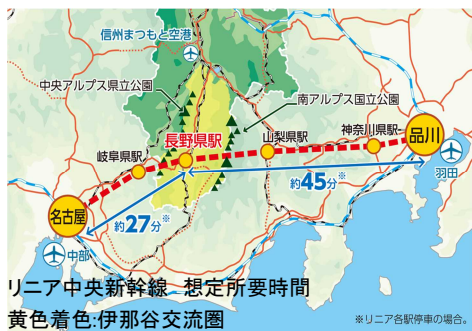 信州まつもと空港
中央アルプス県立公園
南アルプス国立公園
長野県駅
山梨県駅
神奈川県駅
品川
岐阜県駅
羽田
約45分※
名古屋
約27分※
中部
リニア中央新幹線 想定所要時間
黄色着色:伊那谷交流圏
※リニア各駅停車の場合。